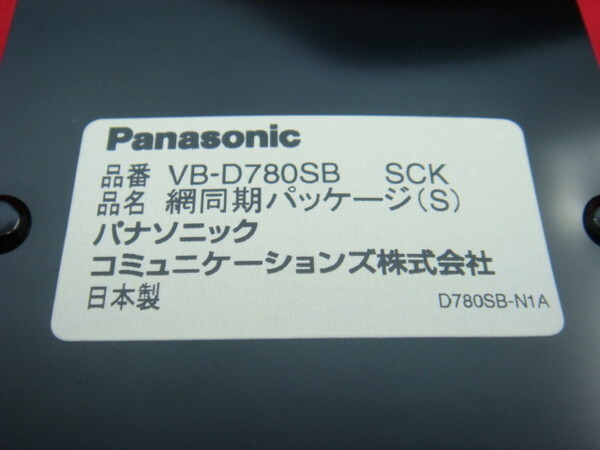 Panasonic
品番 VB-D780SB SCK
品名 網同期パッケージ(S)
パナソニック
コミュニケーションズ株式会社
日本製 D780SB-N1A